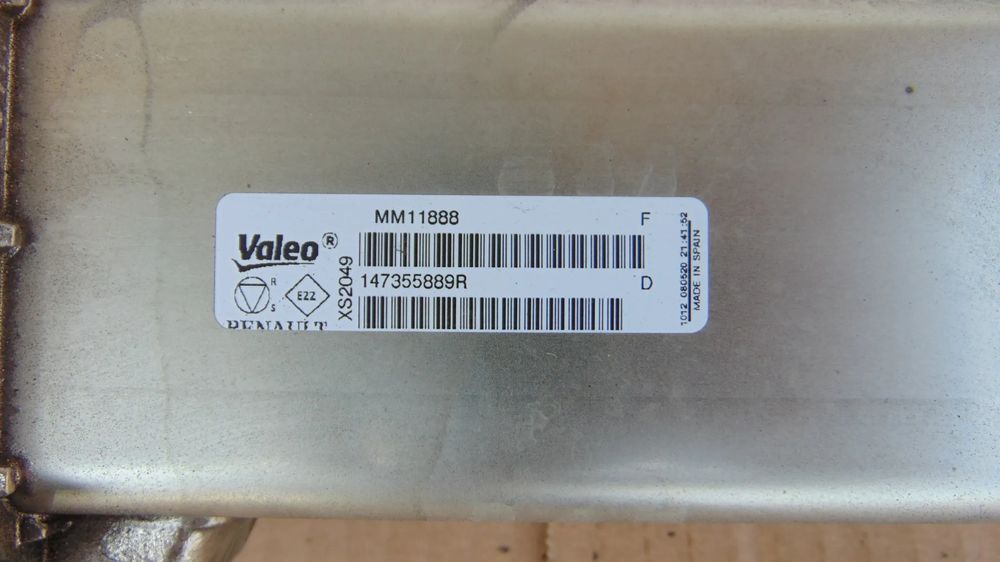 MM11888
F
Valeo®
XS2049
147355889R
D
R
S
E22
RENAULT
1012 080520 21:41:52
MADE IN SPAIN